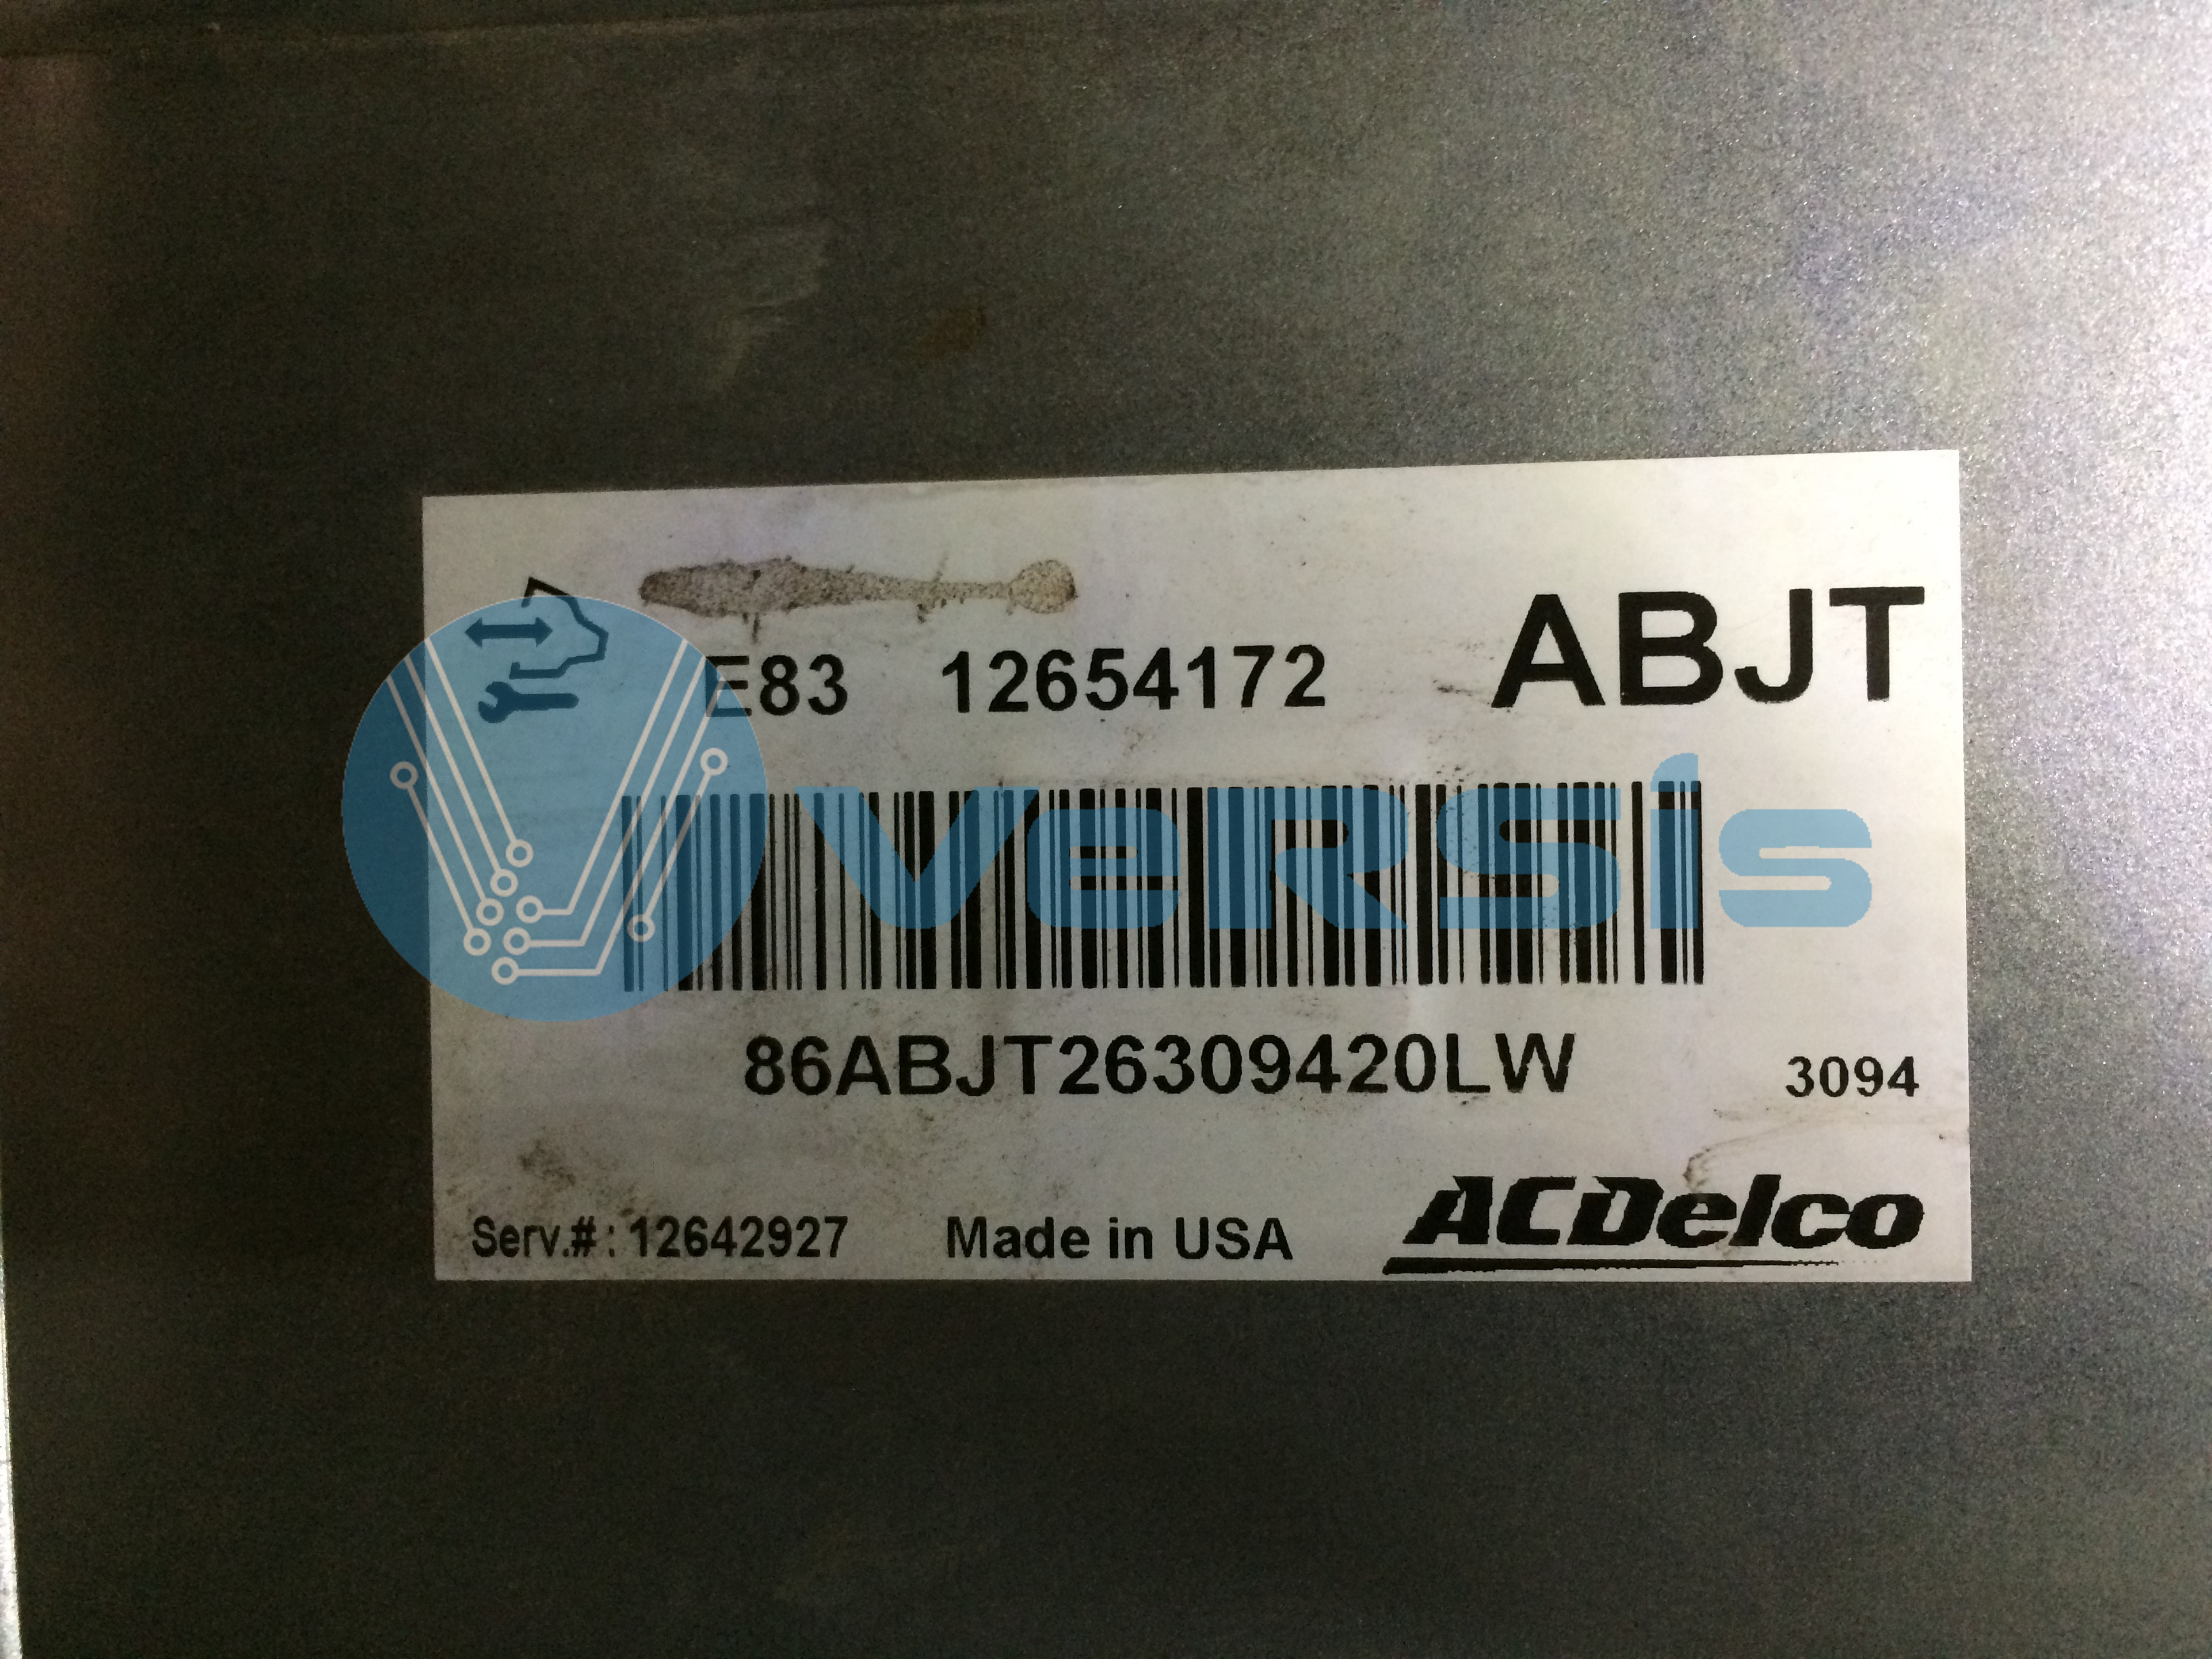 E83 12654172 ABJT
veRSis
86ABJT26309420LW 3094
Serv.#: 12642927 Made in USA ACDelco